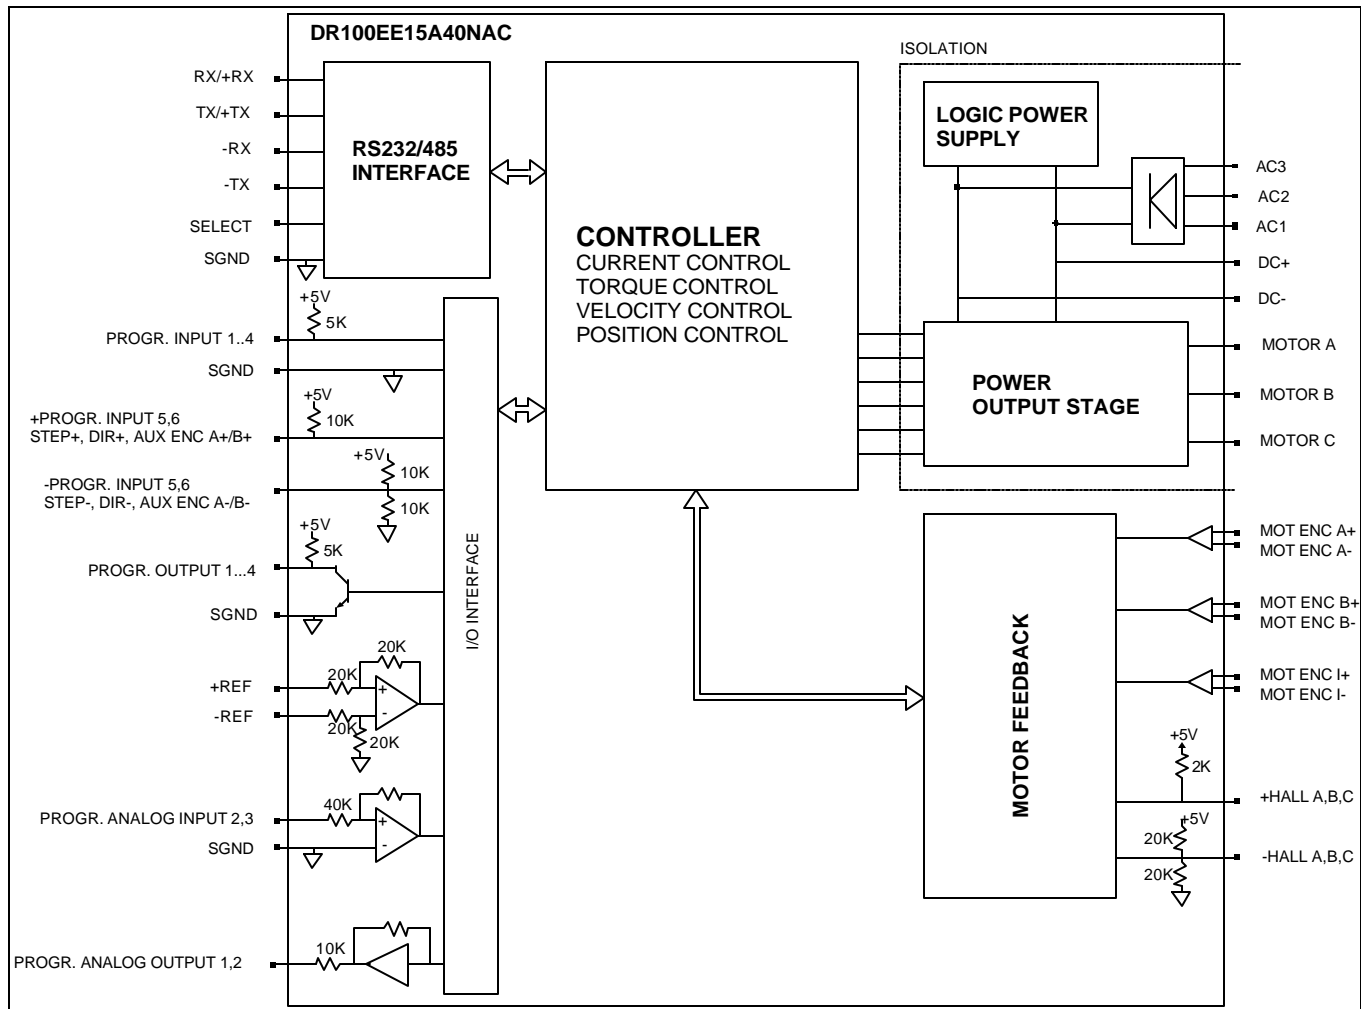 DR100EE15A40NAC
ISOLATION
RX/+RX
TX/+TX
-RX
-TX
SELECT
SGND
RS232/485
INTERFACE
CONTROLLER
CURRENT CONTROL
TORQUE CONTROL
VELOCITY CONTROL
POSITION CONTROL
LOGIC POWER
SUPPLY
AC3
AC2
AC1
DC+
DC-
POWER
OUTPUT STAGE
MOTOR A
MOTOR B
MOTOR C
+5V
5K
PROGR. INPUT 1..4
SGND
+5V
10K
+PROGR. INPUT 5,6
STEP+, DIR+, AUX ENC A+/B+
+5V
10K
-PROGR. INPUT 5,6
STEP-, DIR-, AUX ENC A-/B-
10K
+5V
5K
PROGR. OUTPUT 1...4
SGND
I/O INTERFACE
20K
20K
+REF
+
-REF
-
20K
20K
40K
PROGR. ANALOG INPUT 2,3
+
SGND
-
10K
PROGR. ANALOG OUTPUT 1,2
MOTOR FEEDBACK
MOT ENC A+
MOT ENC A-
MOT ENC B+
MOT ENC B-
MOT ENC I+
MOT ENC I-
+5V
2K
+HALL A,B,C
+5V
20K
-HALL A,B,C
20K